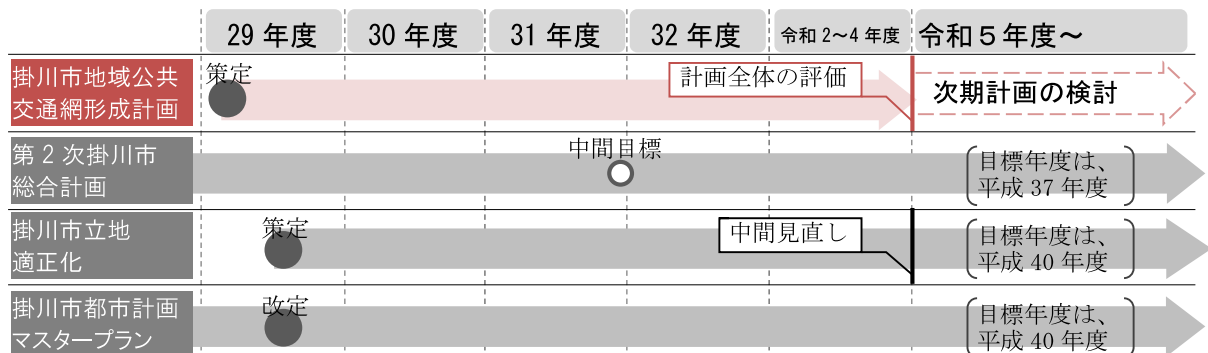 29 年度 30 年度 31 年度 32 年度 令和 2～4 年度 令和５年度～
掛川市地域公共
交通網形成計画
策定
計画全体の評価
次期計画の検討
第 2 次掛川市
総合計画
中間目標
目標年度は、
平成 37 年度
掛川市立地
適正化
策定
中間見直し
目標年度は、
平成 40 年度
掛川市都市計画
マスタープラン
改定
目標年度は、
平成 40 年度